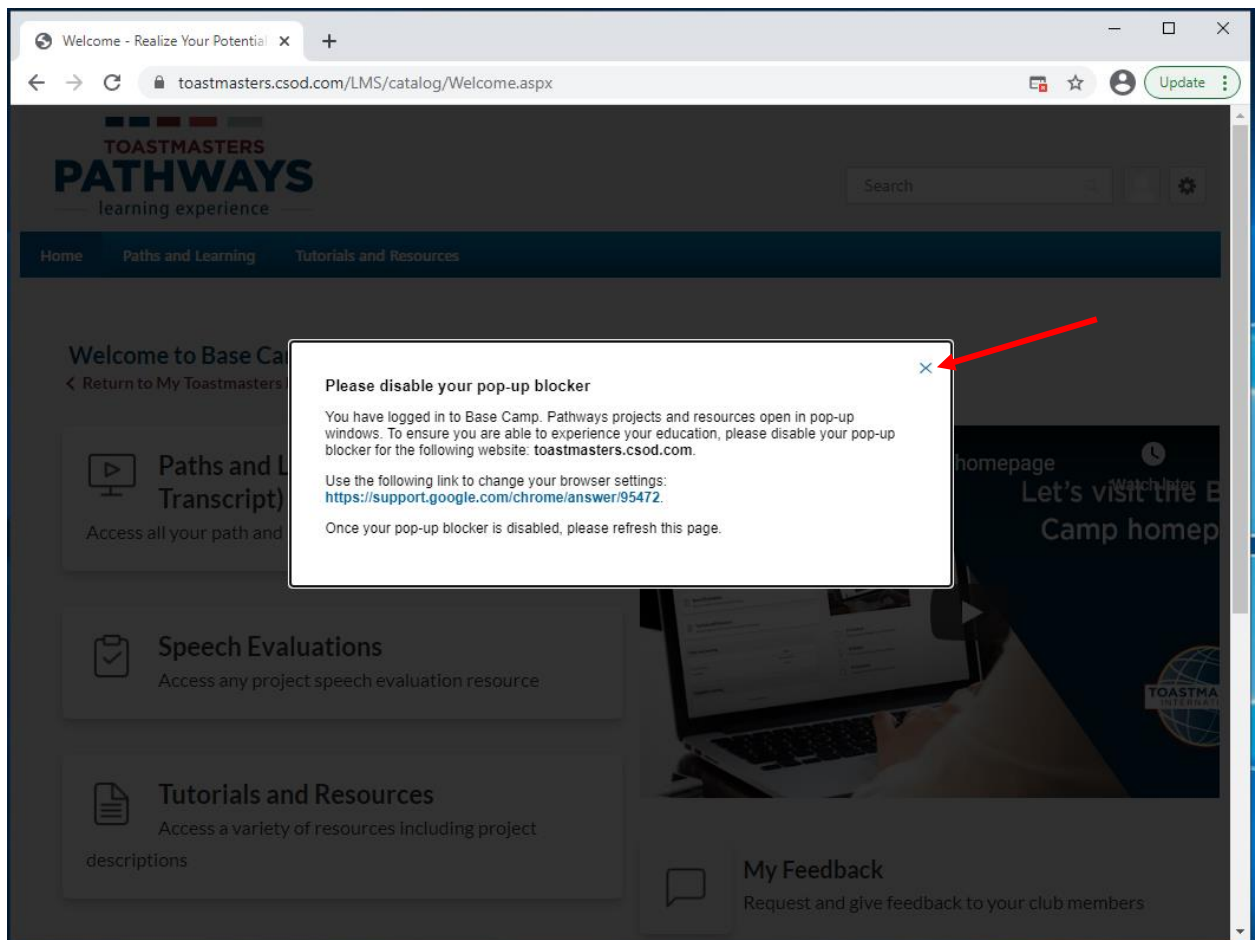 Welcome - Realize Your Potential
toastmasters.csod.com/LMS/catalog/Welcome.aspx
Update
TOASTMASTERS
PATHWAYS
learning experience
Search
Home Paths and Learning Tutorials and Resources
Welcome to Base Ca
Return to My Toastmasters
Please disable your pop-up blocker
You have logged in to Base Camp. Pathways projects and resources open in pop-up
windows. To ensure you are able to experience your education, please disable your pop-up
blocker for the following website: toastmasters.csod.com.
Use the following link to change your browser settings:
https://support.google.com/chrome/answer/95472.
Once your pop-up blocker is disabled, please refresh this page.
Paths and L
Transcript)
Access all your path and
homepage
Watch later
Let's visit the B
Camp homep
Speech Evaluations
Access any project speech evaluation resource
TOASTMA
INTERNATI
Tutorials and Resources
Access a variety of resources including project
descriptions
My Feedback
Request and give feedback to your club members